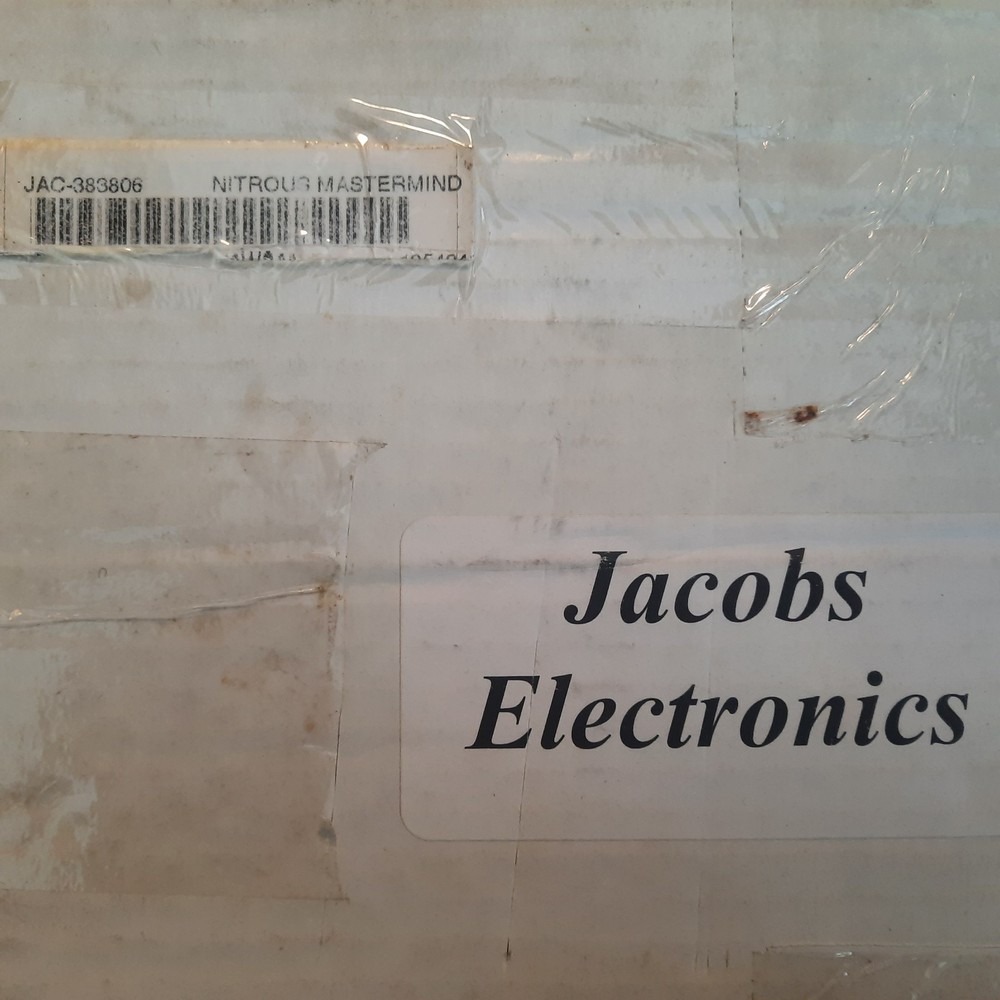 JAC-383806 NITROUS MASTERMIND
Jacobs
Electronics